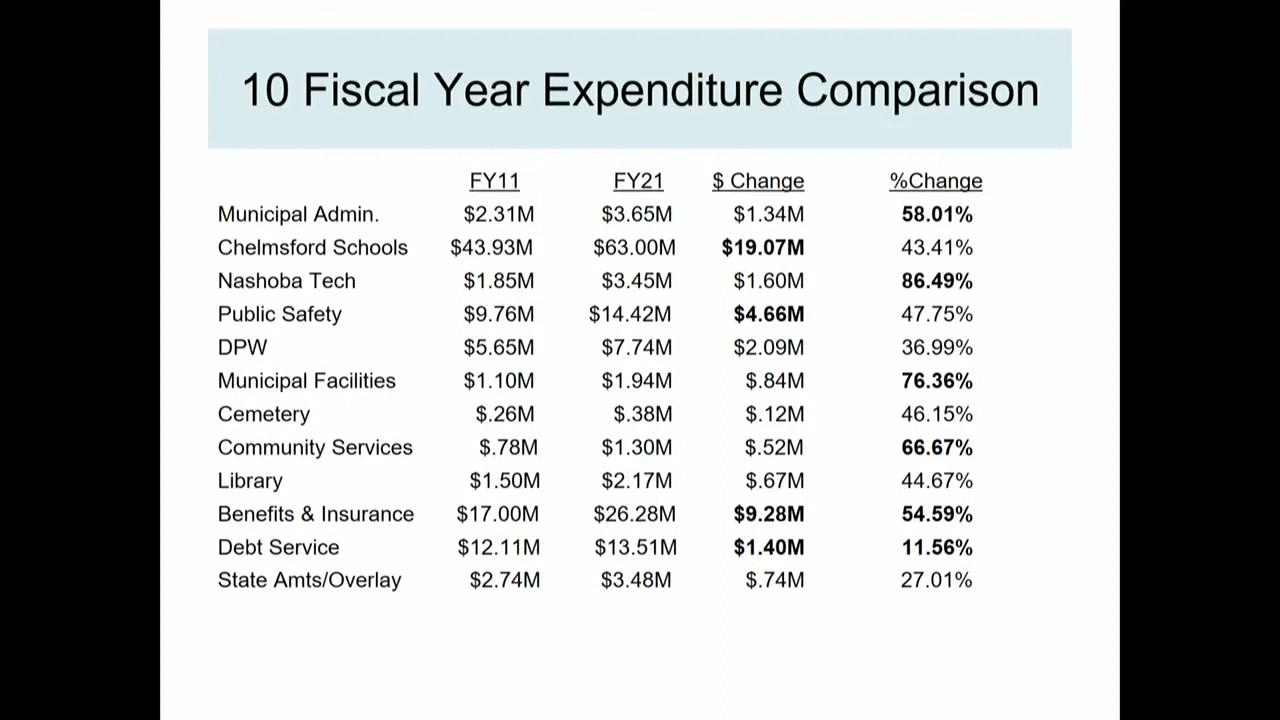 10 Fiscal Year Expenditure Comparison
FY11 FY21 $ Change %Change
Municipal Admin. $2.31M $3.65M $1.34M 58.01%
Chelmsford Schools $43.93M $63.00M $19.07M 43.41%
Nashoba Tech $1.85M $3.45M $1.60M 86.49%
Public Safety $9.76M $14.42M $4.66M 47.75%
DPW $5.65M $7.74M $2.09M 36.99%
Municipal Facilities $1.10M $1.94M $.84M 76.36%
Cemetery $.26M $.38M $.12M 46.15%
Community Services $.78M $1.30M $.52M 66.67%
Library $1.50M $2.17M $.67M 44.67%
Benefits & Insurance $17.00M $26.28M $9.28M 54.59%
Debt Service $12.11M $13.51M $1.40M 11.56%
State Amts/Overlay $2.74M $3.48M $.74M 27.01%